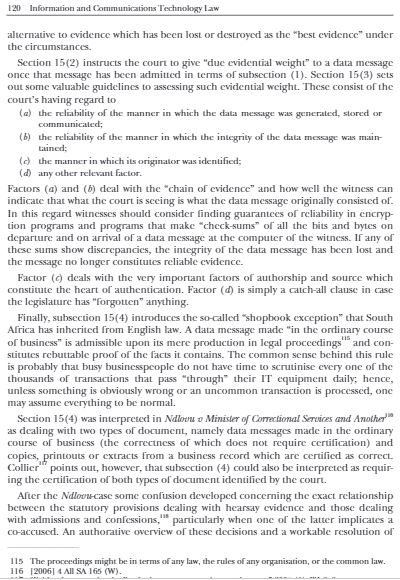 120 Information and Communications Technology Law
alternative to evidence which has been lost or destroyed as the “best evidence” under
the circumstances.
Section 15(2) instructs the court to give “due evidential weight” to a data message
once that message has been admitted in terms of subsection (1). Section 15(3) sets
out some valuable guidelines to assessing such evidential weight. These consist of the
court’s having regard to
(a) the reliability of the manner in which the data message was generated, stored or
communicated;
(b) the reliability of the manner in which the integrity of the data message was main-
tained;
(c) the manner in which its originator was identified;
(d) any other relevant factor.
Factors (a) and (b) deal with the “chain of evidence” and how well the witness can
indicate that what the court is seeing is what the data message originally consisted of.
In this regard witnesses should consider finding guarantees of reliability in encryp-
tion programs and programs that make “check-sums” of all the bits and bytes on
departure and on arrival of a data message at the computer of the witness. If any of
these sums show discrepancies, the integrity of the data message has been lost and
the message no longer constitutes reliable evidence.
Factor (c) deals with the very important factors of authorship and source which
constitute the heart of authentication. Factor (d) is simply a catch-all clause in case
the legislature has “forgotten” anything.
Finally, subsection 15(4) introduces the so-called “shopbook exception” that South
Africa has inherited from English law. A data message made “in the ordinary course
of business” is admissible upon its mere production in legal proceedings115 and con-
stitutes rebuttable proof of the facts it contains. The common sense behind this rule
is probably that busy businesspeople do not have time to scrutinise every one of the
thousands of transactions that pass “through” their IT equipment daily; hence,
unless something is obviously wrong or an uncommon transaction is processed, one
may assume everything to be normal.
Section 15(4) was interpreted in Ndlovu v Minister of Correctional Services and Another116
as dealing with two types of document, namely data messages made in the ordinary
course of business (the correctness of which does not require certification) and
copies, printouts or extracts from a business record which are certified as correct.
Collier117 points out, however, that subsection (4) could also be interpreted as requir-
ing the certification of both types of document identified by the court.
After the Ndlovu-case some confusion developed concerning the exact relationship
between the statutory provisions dealing with hearsay evidence and those dealing
with admissions and confessions,118 particularly when one of the latter implicates a
co-accused. An authorative overview of these decisions and a workable resolution of
115 The proceedings might be in terms of any law, the rules of any organisation, or the common law.
116 [2006] 4 All SA 165 (W).